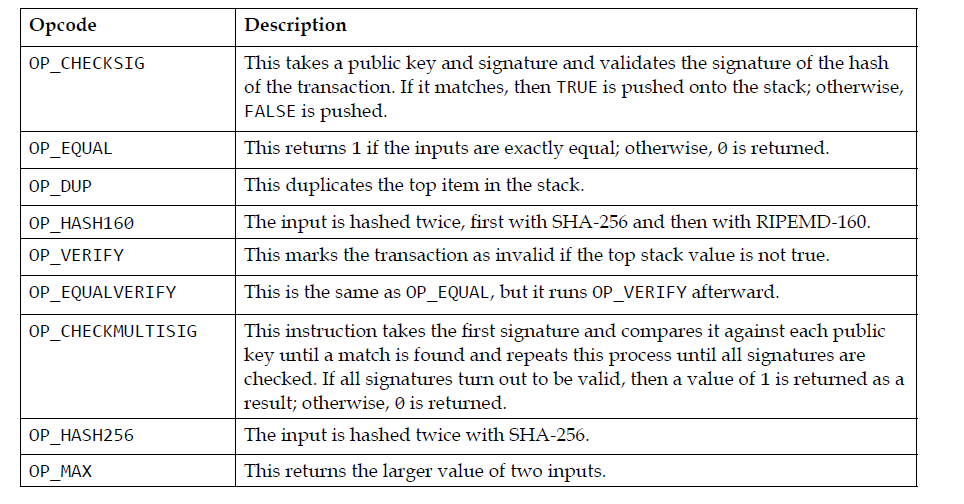 Opcode Description
OP_CHECKSIG This takes a public key and signature and validates the signature of the hash
of the transaction. If it matches, then TRUE is pushed onto the stack; otherwise,
FALSE is pushed.
OP_EQUAL This returns 1 if the inputs are exactly equal; otherwise, 0 is returned.
OP_DUP This duplicates the top item in the stack.
OP_HASH160 The input is hashed twice, first with SHA-256 and then with RIPEMD-160.
OP_VERIFY This marks the transaction as invalid if the top stack value is not true.
OP_EQUALVERIFY This is the same as OP_EQUAL, but it runs OP_VERIFY afterward.
OP_CHECKMULTISIG This instruction takes the first signature and compares it against each public
key until a match is found and repeats this process until all signatures are
checked. If all signatures turn out to be valid, then a value of 1 is returned as a
result; otherwise, 0 is returned.
OP_HASH256 The input is hashed twice with SHA-256.
OP_MAX This returns the larger value of two inputs.